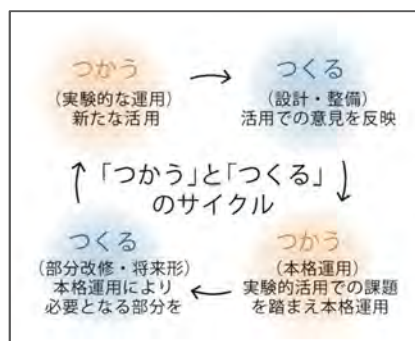 つかう
(実験的な運用)
新たな活用
つくる
(設計・整備)
活用での意見を反映
「つかう」と「つくる」
のサイクル
つかう
(本格運用)
実験的活用での課題
を踏まえ本格運用
つくる
(部分改修・将来形)
本格運用により
必要となる部分を